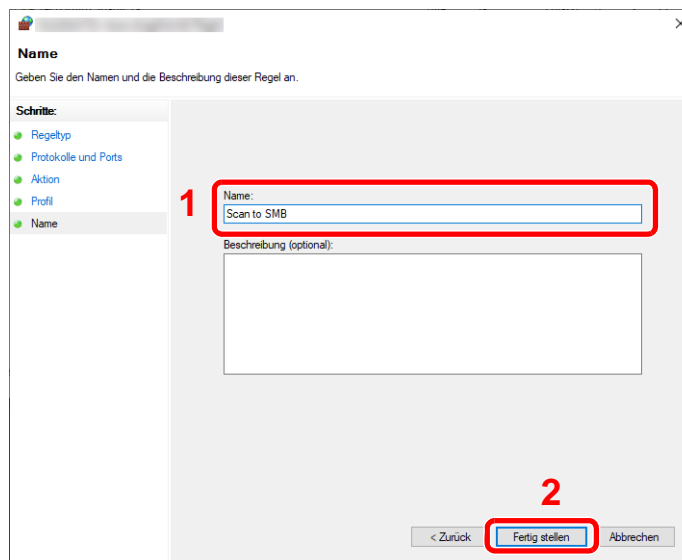 Name
Geben Sie den Namen und die Beschreibung dieser Regel an.
Schritte:
Regeltyp
Protokolle und Ports
Aktion
Profil
Name
1
Name:
Scan to SMB
Beschreibung (optional):
2
< Zurück
Fertig stellen
Abbrechen